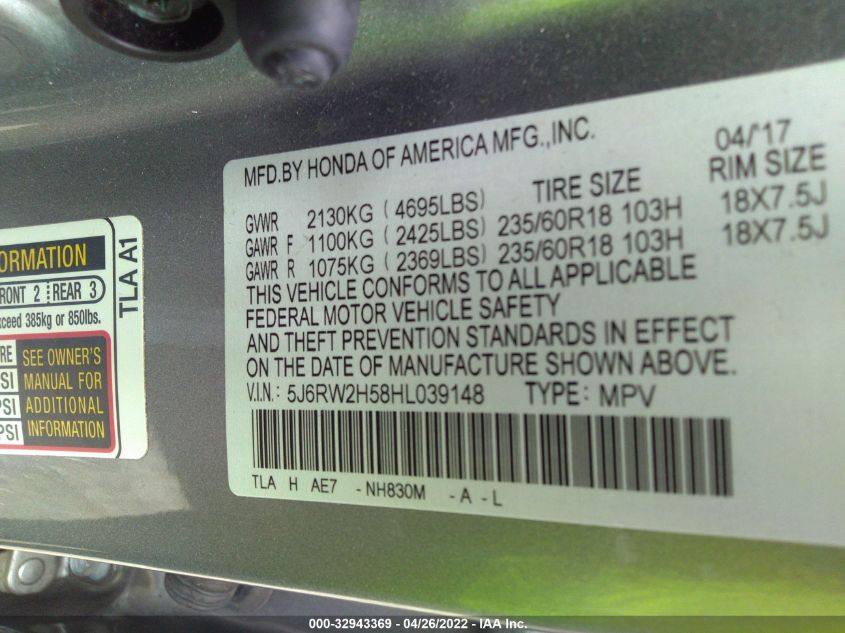 MFD.BY HONDA OF AMERICA MFG.,INC. 04/'17
TIRE SIZE RIM SIZE
GVWR 2130KG ( 4695LBS)
GAWR F 1100KG ( 2425LBS) 235/60R18 103H 18X7.5J
GAWR R 1075KG ( 2369LBS) 235/60R18 103H 18X7.5J
THIS VEHICLE CONFORMS TO ALL APPLICABLE
FEDERAL MOTOR VEHICLE SAFETY
AND THEFT PREVENTION STANDARDS IN EFFECT
ON THE DATE OF MANUFACTURE SHOWN ABOVE.
V.I.N: 5J6RW2H58HL039148 TYPE: MPV
TLA H AE7 -NH830M -A-L
TLA A1
FRONT 2 REAR 3
385kg or 850lbs.
SEE OWNER'S
MANUAL FOR
ADDITIONAL
INFORMATION
000-32943369 - 04/26/2022 - IAA Inc.